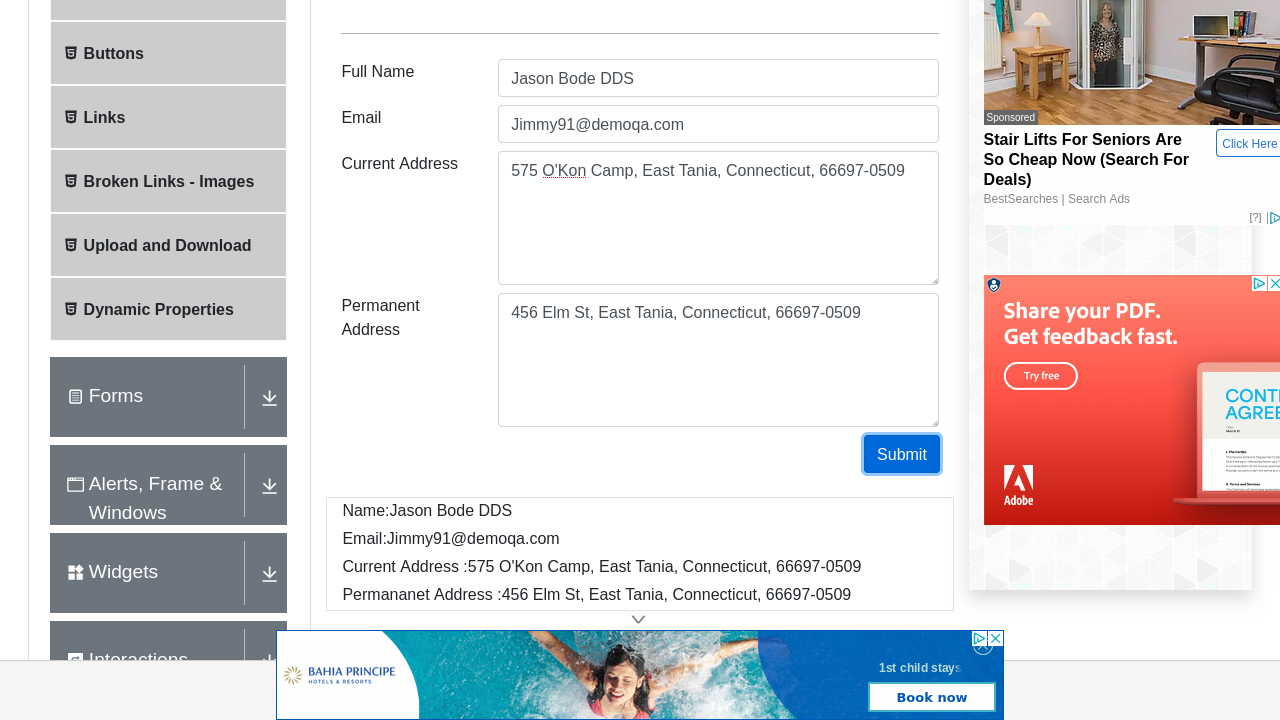 Buttons
Links
Broken Links - Images
Upload and Download
Dynamic Properties
Forms
Alerts, Frame &
Windows
Widgets
Interactions
Full Name
Jason Bode DDS
Email
Jimmy91@demoqa.com
Current Address
575 O'Kon Camp, East Tania, Connecticut, 66697-0509
Permanent
Address
456 Elm St, East Tania, Connecticut, 66697-0509
Submit
Name:Jason Bode DDS
Email:Jimmy91@demoqa.com
Current Address :575 O'Kon Camp, East Tania, Connecticut, 66697-0509
Permananet Address :456 Elm St, East Tania, Connecticut, 66697-0509
Sponsored
Stair Lifts For Seniors Are
So Cheap Now (Search For
Deals)
Click Here
BestSearches | Search Ads
[?]
Share your PDF.
Get feedback fast.
Try free
CONT
AGREE
Adobe
BAHIA PRINCIPE
HOTELS & RESORTS
1st child stays
Book now